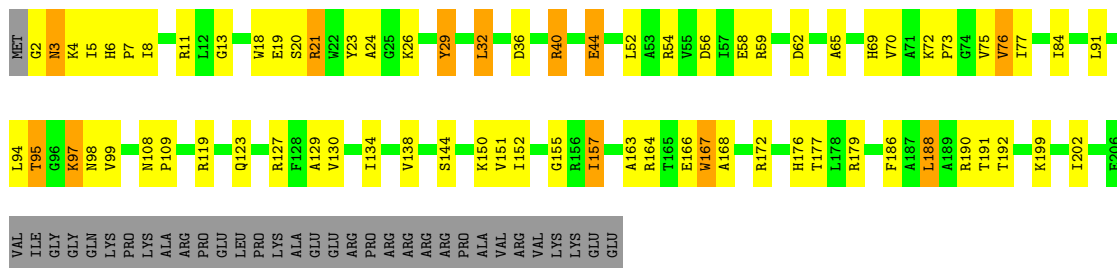 MET G2 N3 K4 I5 H6 P7 I8 R11 L12 G13 W18 E19 S20 R21 W22 Y23 A24 G25 K26 Y29 L32 D36 R40 E44 L52 A53 R54 V55 D56 I57 E58 R59 D62 A65 H69 V70 A71 K72 P73 G74 V75 V76 I77 I84 L91
L94 T95 G96 K97 N98 V99 N108 P109 R119 Q123 R127 F128 A129 V130 I134 V138 S144 K150 V151 I152 G155 R156 I157 A163 R164 T165 E166 W167 A168 R172 H176 T177 L178 R179 F186 A187 L188 A189 R190 T191 T192 K199 I202 E206
VAL ILE GLY GLY GLN LYS PRO LYS ALA ARG PRO GLU LEU PRO LYS ALA GLU GLU ARG PRO ARG ARG ARG ARG PRO ALA VAL ARG VAL LYS LYS GLU GLU